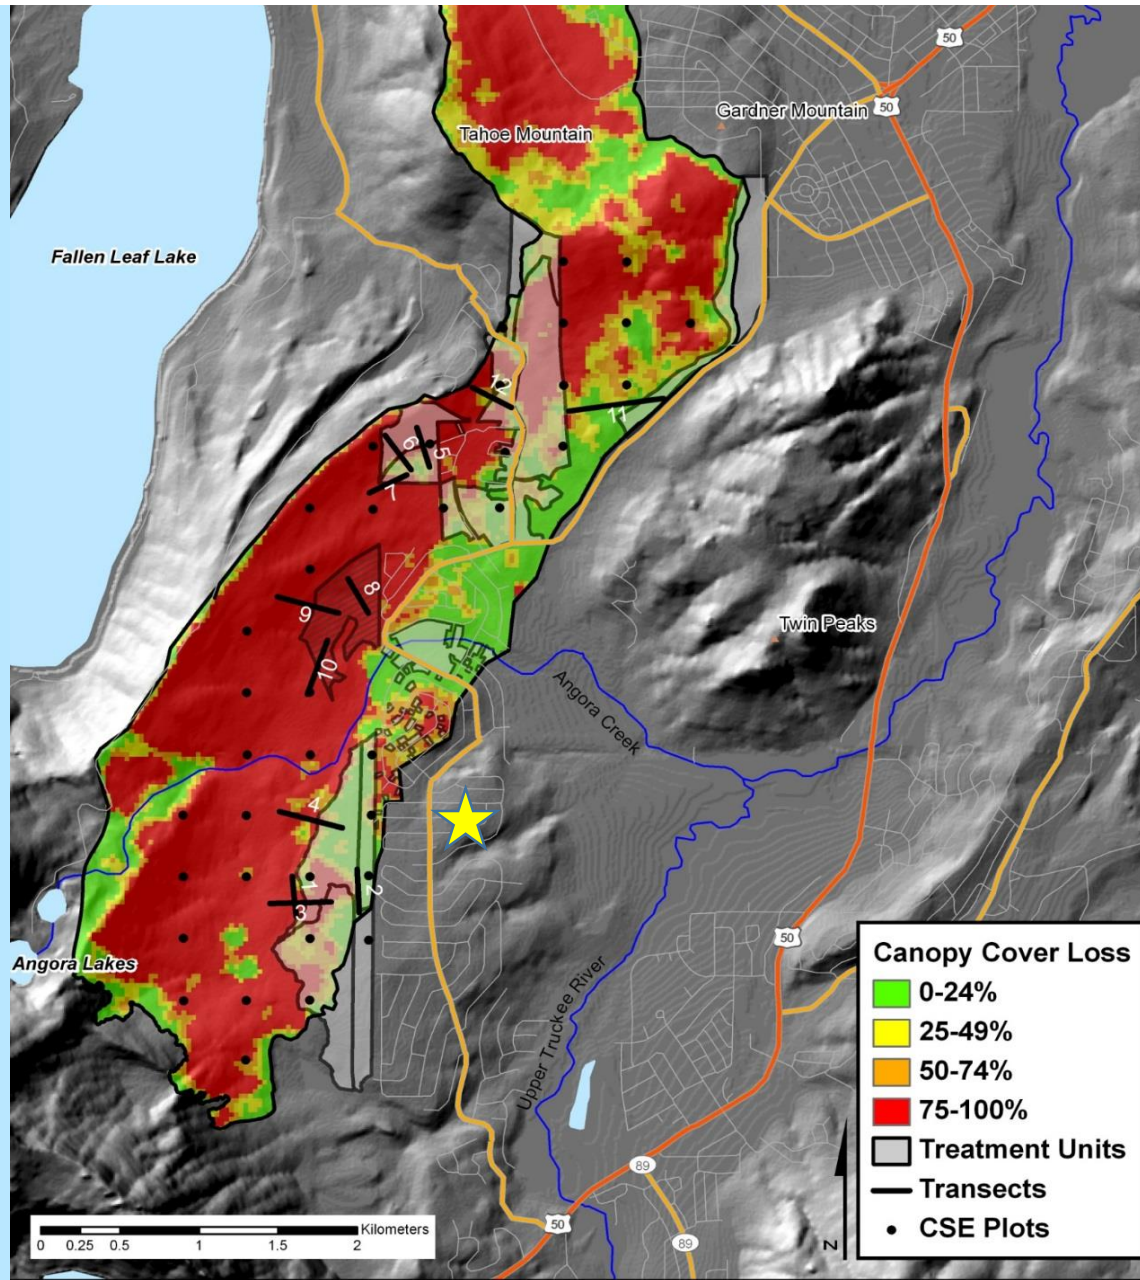 50
Gardner Mountain
50
Tahoe Mountain
Fallen Leaf Lake
12
11
6
5
7
8
9
10
Twin Peaks
Angora Creek
4
1
2
3
Angora Lakes
Upper Truckee River
50
89
50
89
Canopy Cover Loss
0-24%
25-49%
50-74%
75-100%
Treatment Units
Transects
CSE Plots
N
Kilometers
0 0.25 0.5 1 1.5 2